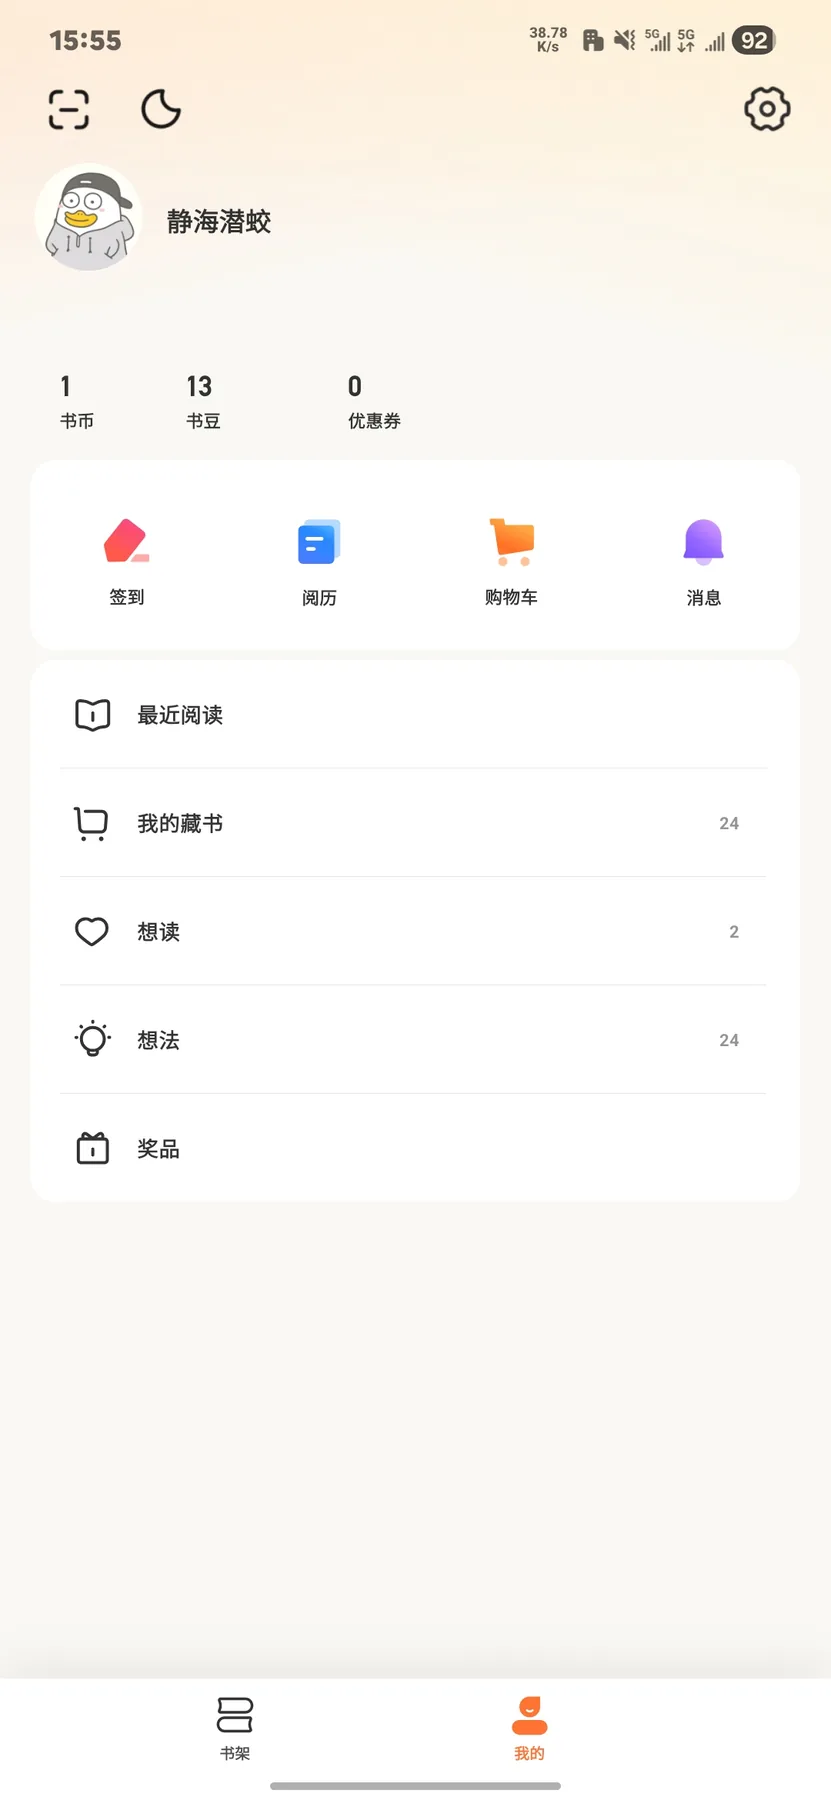 15:55
38.78
K/s
5G
5G
92
静海潜蛟
1
13
0
书币
书豆
优惠券
签到
阅历
购物车
消息
最近阅读
我的藏书
24
想读
2
想法
24
奖品
书架
我的